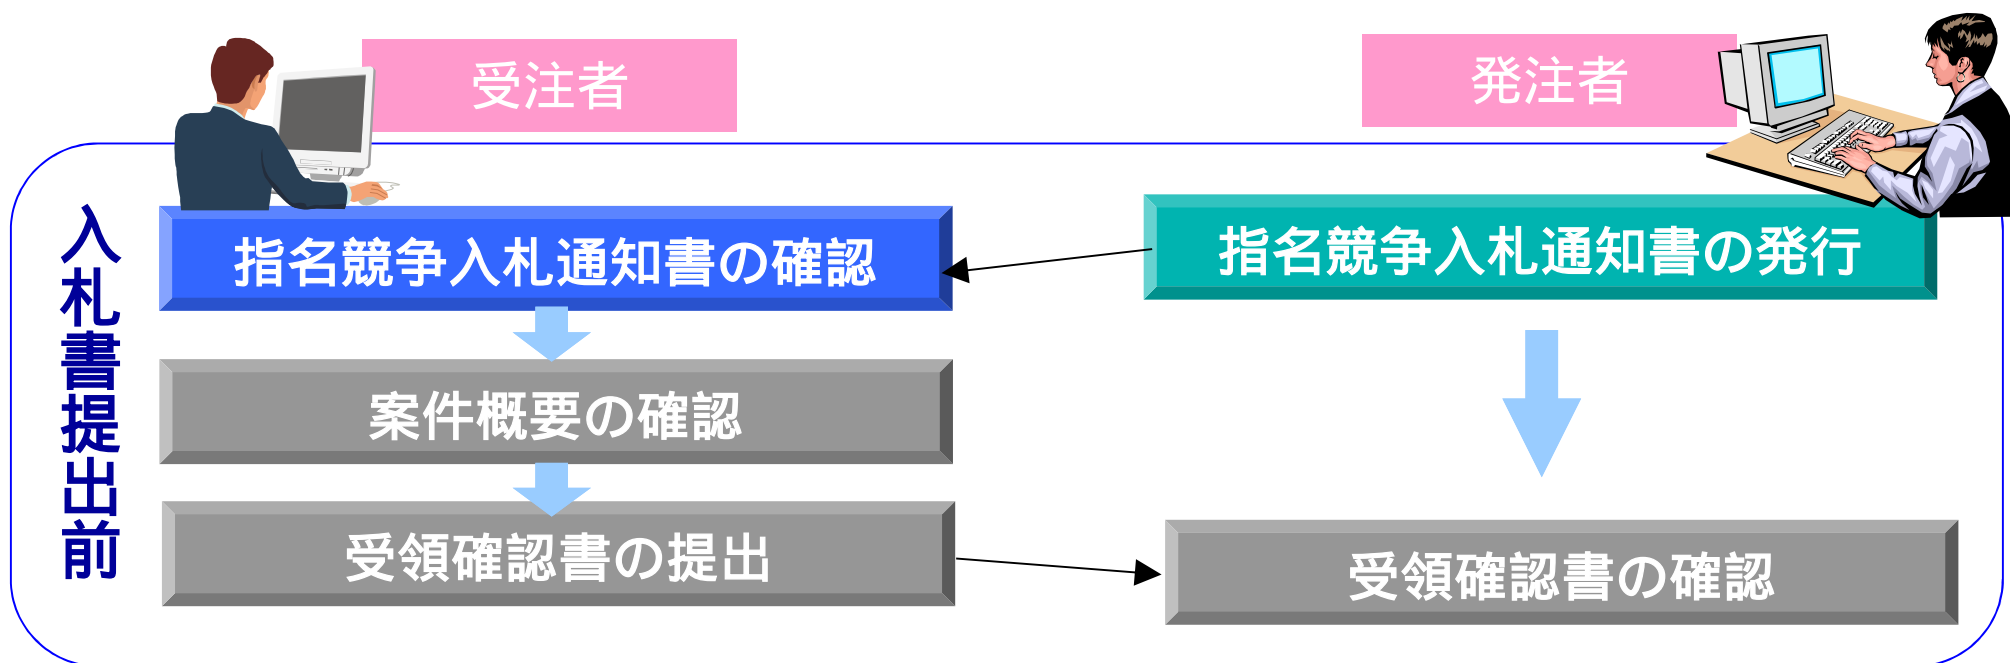 受注者
発注者
入札書提出前
指名競争入札通知書の確認
指名競争入札通知書の発行
案件概要の確認
受領確認書の提出
受領確認書の確認